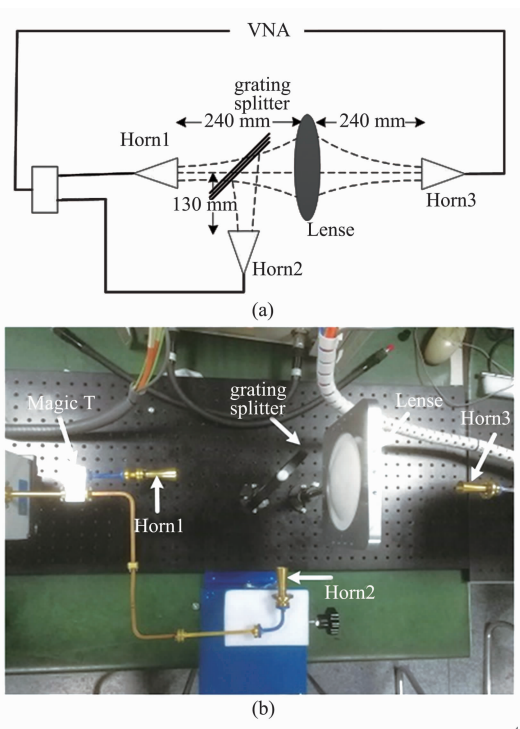 VNA
grating
splitter
240 mm
240 mm
Horn1
130 mm
Horn3
Lense
Horn2
(a)
grating
splitter
Magic T
Lense
Horn3
Horn1
Horn2
(b)